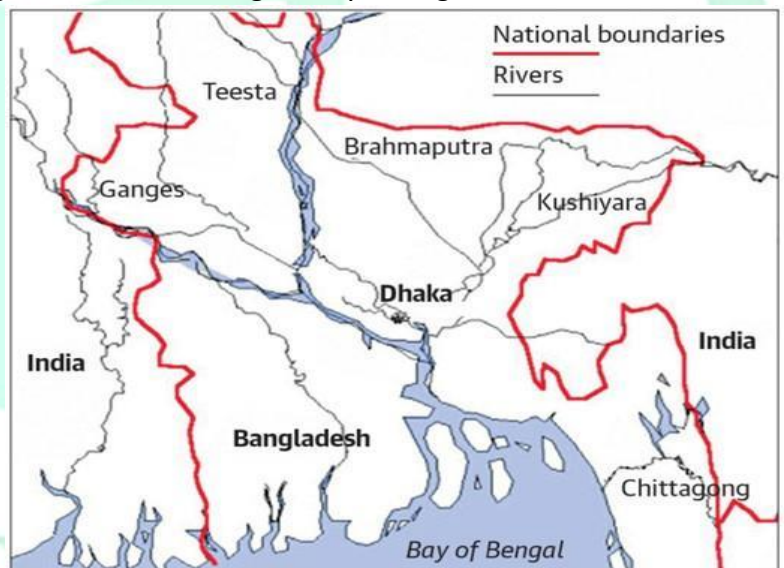 National boundaries
Rivers
Teesta
Brahmaputra
Ganges
Kushiyara
Dhaka
India
India
Bangladesh
Chittagong
Bay of Bengal